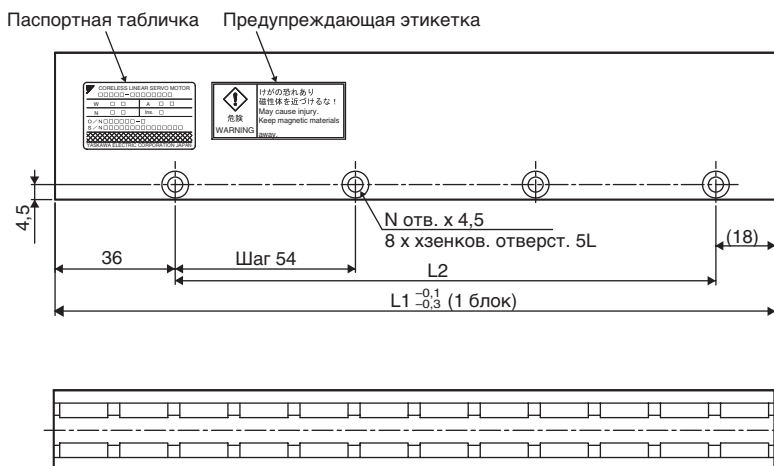 Паспортная табличка
Предупреждающая этикетка
CORELESS LINEAR SERVO MOTOR
□□□□□-□□□□□□□□
W □ □ A □ □
N □ □ Ins. □
O／N□□□□□□-□
S／N□□□□□□□□□□□□□□□
YASKAWA ELECTRIC CORPORATION JAPAN
危険
WARNING
けがの恐れあり
磁性体を近づけるな！
May cause injury.
Keep magnetic materials
away.
4,5
N отв. x 4,5
8 x хзенков. отверст. 5L
36
Шаг 54
(18)
L2
L1 –0,1 –0,3 (1 блок)